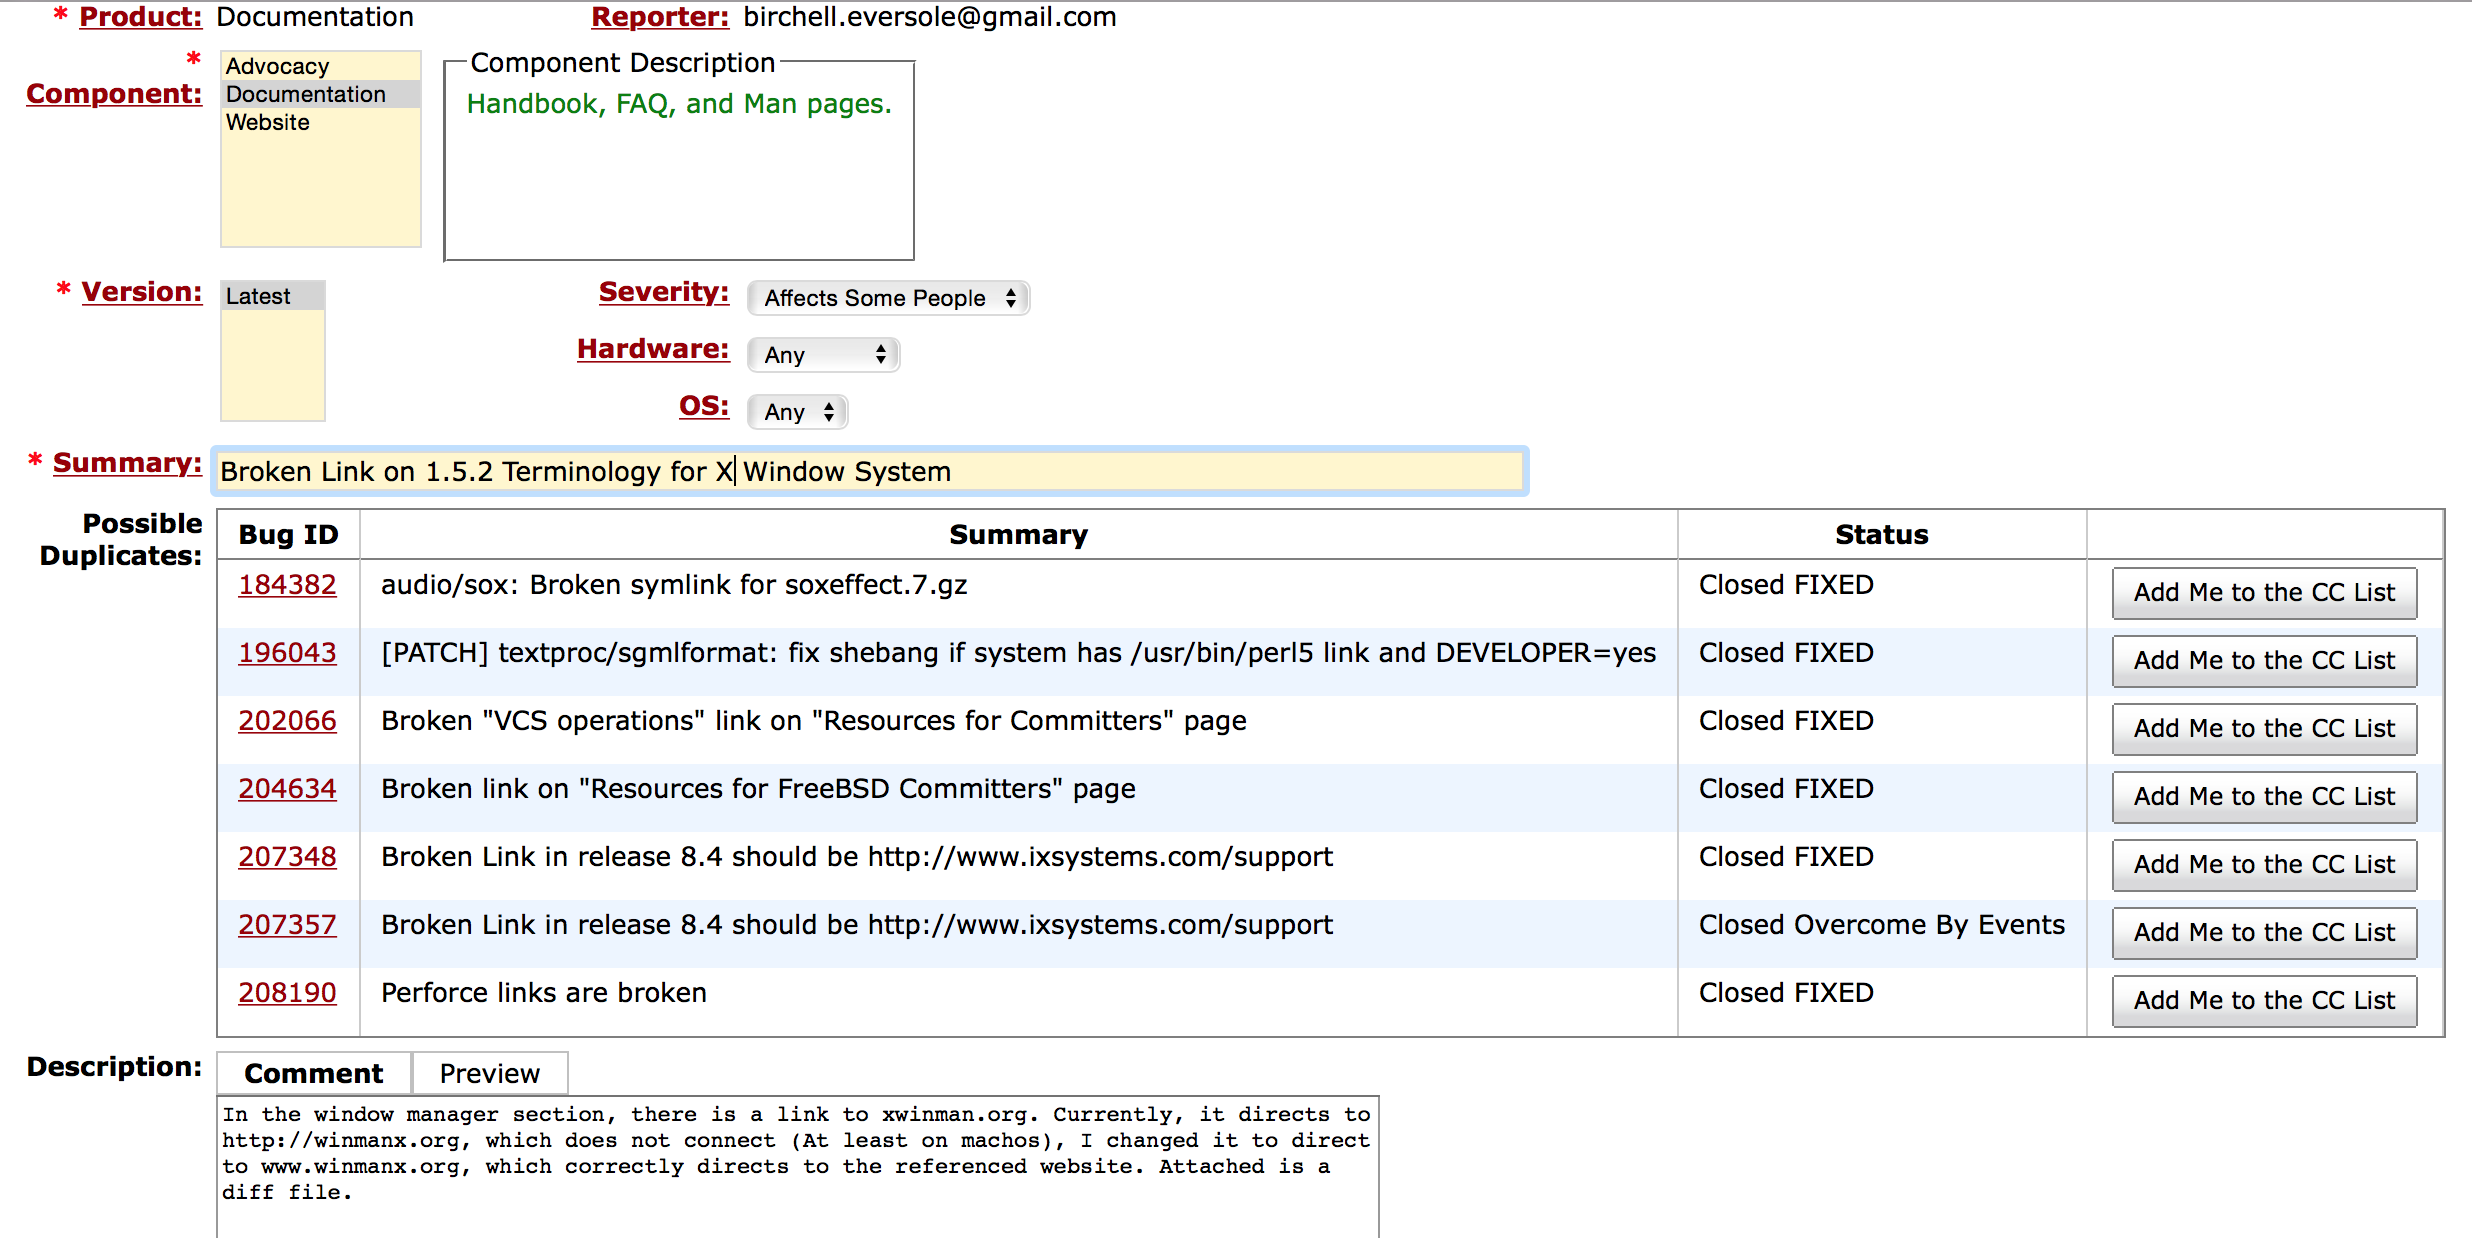 * Product: Documentation Reporter: birchell.eversole@gmail.com
* Component:
Advocacy
Documentation
Website
Component Description
Handbook, FAQ, and Man pages.
* Version: Latest
Severity: Affects Some People
Hardware: Any
OS: Any
* Summary: Broken Link on 1.5.2 Terminology for X Window System
Possible Duplicates:
Bug ID Summary Status
184382 audio/sox: Broken symlink for soxeffect.7.gz Closed FIXED Add Me to the CC List
196043 [PATCH] textproc/sgmlformat: fix shebang if system has /usr/bin/perl5 link and DEVELOPER=yes Closed FIXED Add Me to the CC List
202066 Broken "VCS operations" link on "Resources for Committers" page Closed FIXED Add Me to the CC List
204634 Broken link on "Resources for FreeBSD Committers" page Closed FIXED Add Me to the CC List
207348 Broken Link in release 8.4 should be http://www.ixsystems.com/support Closed FIXED Add Me to the CC List
207357 Broken Link in release 8.4 should be http://www.ixsystems.com/support Closed Overcome By Events Add Me to the CC List
208190 Perforce links are broken Closed FIXED Add Me to the CC List
Description: Comment Preview
In the window manager section, there is a link to xwinman.org. Currently, it directs to
http://winmanx.org, which does not connect (At least on machos), I changed it to direct
to www.winmanx.org, which correctly directs to the referenced website. Attached is a
diff file.